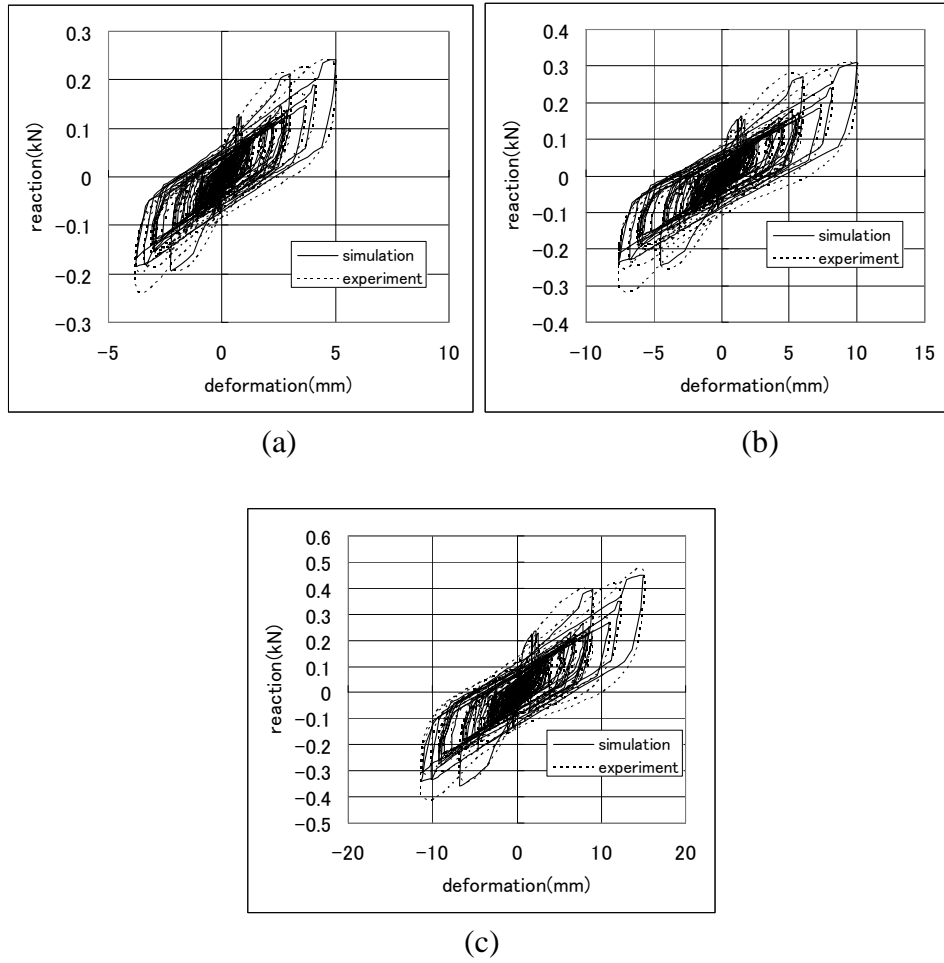 0.3
0.2
0.1
0
-0.1
-0.2
-0.3
reaction(kN)
-5 0 5 10
deformation(mm)
simulation
experiment
(a)
0.4
0.3
0.2
0.1
0
-0.1
-0.2
-0.3
-0.4
reaction(kN)
-10 -5 0 5 10 15
deformation(mm)
simulation
experiment
(b)
0.6
0.5
0.4
0.3
0.2
0.1
0
-0.1
-0.2
-0.3
-0.4
-0.5
reaction(kN)
-20 -10 0 10 20
deformation(mm)
simulation
experiment
(c)